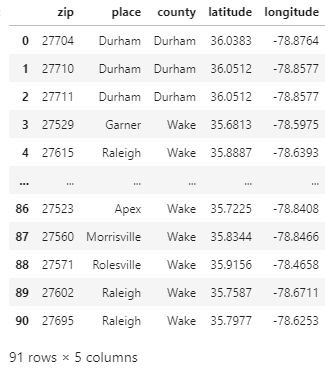 zip place county latitude longitude
0 27704 Durham Durham 36.0383 -78.8764
1 27710 Durham Durham 36.0512 -78.8577
2 27711 Durham Durham 36.0512 -78.8577
3 27529 Garner Wake 35.6813 -78.5975
4 27615 Raleigh Wake 35.8887 -78.6393
... ... ... ... ... ...
86 27523 Apex Wake 35.7225 -78.8408
87 27560 Morrisville Wake 35.8344 -78.8466
88 27571 Rolesville Wake 35.9156 -78.4658
89 27602 Raleigh Wake 35.7587 -78.6711
90 27695 Raleigh Wake 35.7977 -78.6253
91 rows × 5 columns